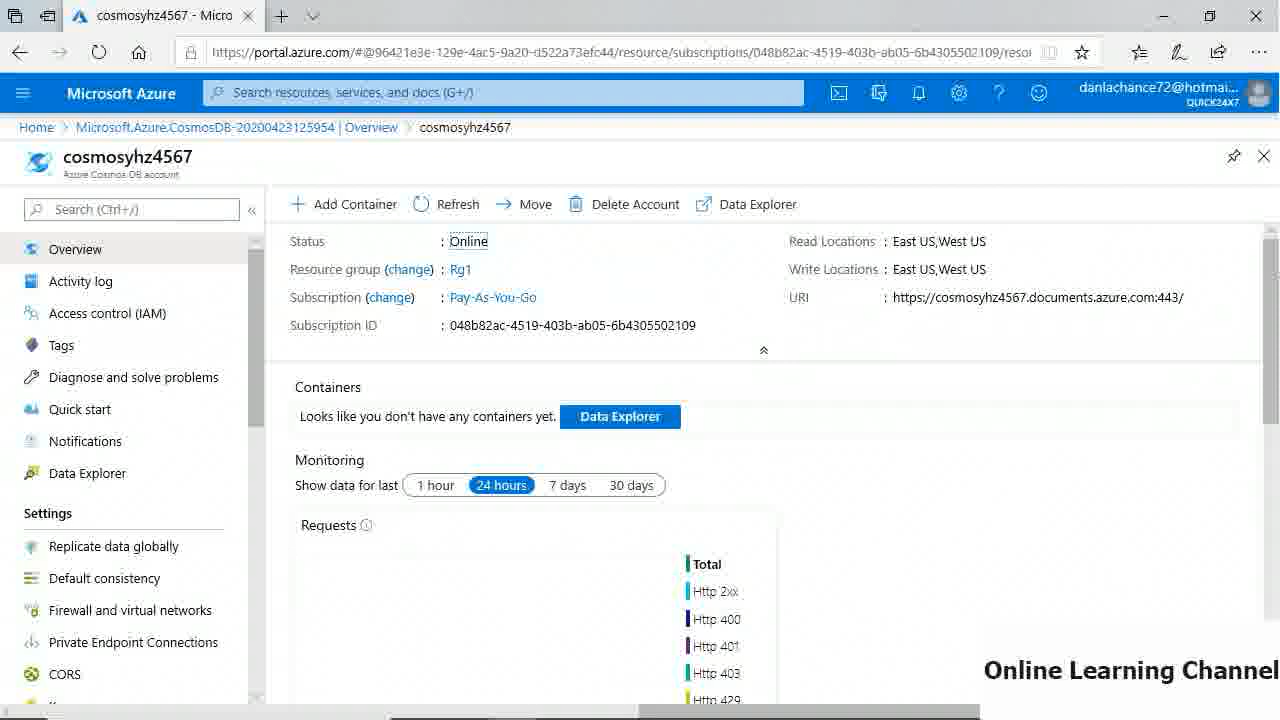 cosmosyhz4567 - Micro
https://portal.azure.com/#@96421e3e-129e-4ac5-9a20-d522a73efc44/resource/subscriptions/048b82ac-4519-403b-ab05-6b4305502109/resou
Microsoft Azure
Search resources, services, and docs (G+/)
danlachance72@hotmai...
QUICK24X7
Home > Microsoft.Azure.CosmosDB-20200423125954 | Overview > cosmosyhz4567
cosmosyhz4567
Azure Cosmos DB account
Search (Ctrl+/)
Overview
Activity log
Access control (IAM)
Tags
Diagnose and solve problems
Quick start
Notifications
Data Explorer
Settings
Replicate data globally
Default consistency
Firewall and virtual networks
Private Endpoint Connections
CORS
Add Container Refresh Move Delete Account Data Explorer
Status : Online
Resource group (change) : Rg1
Subscription (change) : Pay-As-You-Go
Subscription ID : 048b82ac-4519-403b-ab05-6b4305502109
Read Locations : East US,West US
Write Locations : East US,West US
URI : https://cosmosyhz4567.documents.azure.com:443/
Containers
Looks like you don't have any containers yet. Data Explorer
Monitoring
Show data for last 1 hour 24 hours 7 days 30 days
Requests
Total
Http 2xx
Http 400
Http 401
Http 403
Http 429
Online Learning Channel